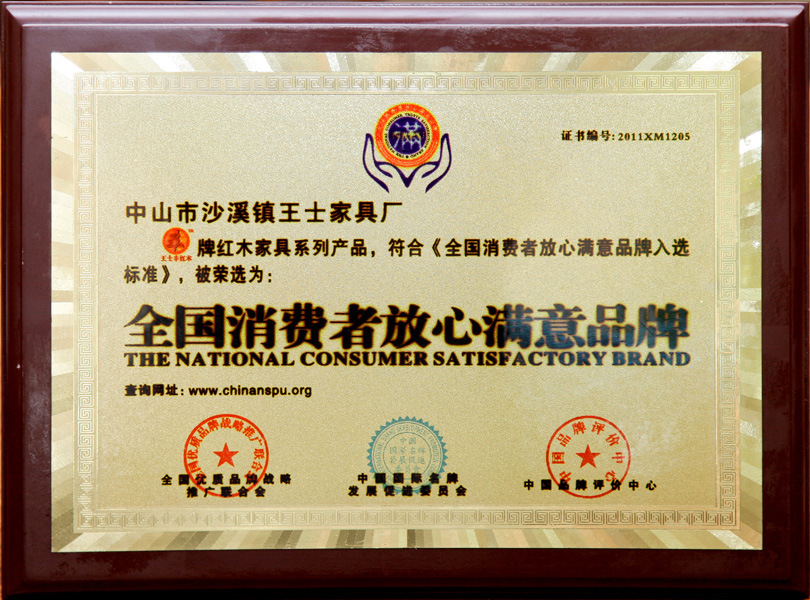 满
证书编号: 2011XM1205
中山市沙溪镇王士家具厂
牌红木家具系列产品，符合《全国消费者放心满意品牌入选
标准》，被荣选为：
全国消费者放心满意品牌
THE NATIONAL CONSUMER SATISFACTORY BRAND
查询网址: www.chinanspu.org
全国优质品牌战略
推广联合会
中国国际名牌
发展促进委员会
中国品牌评价中心